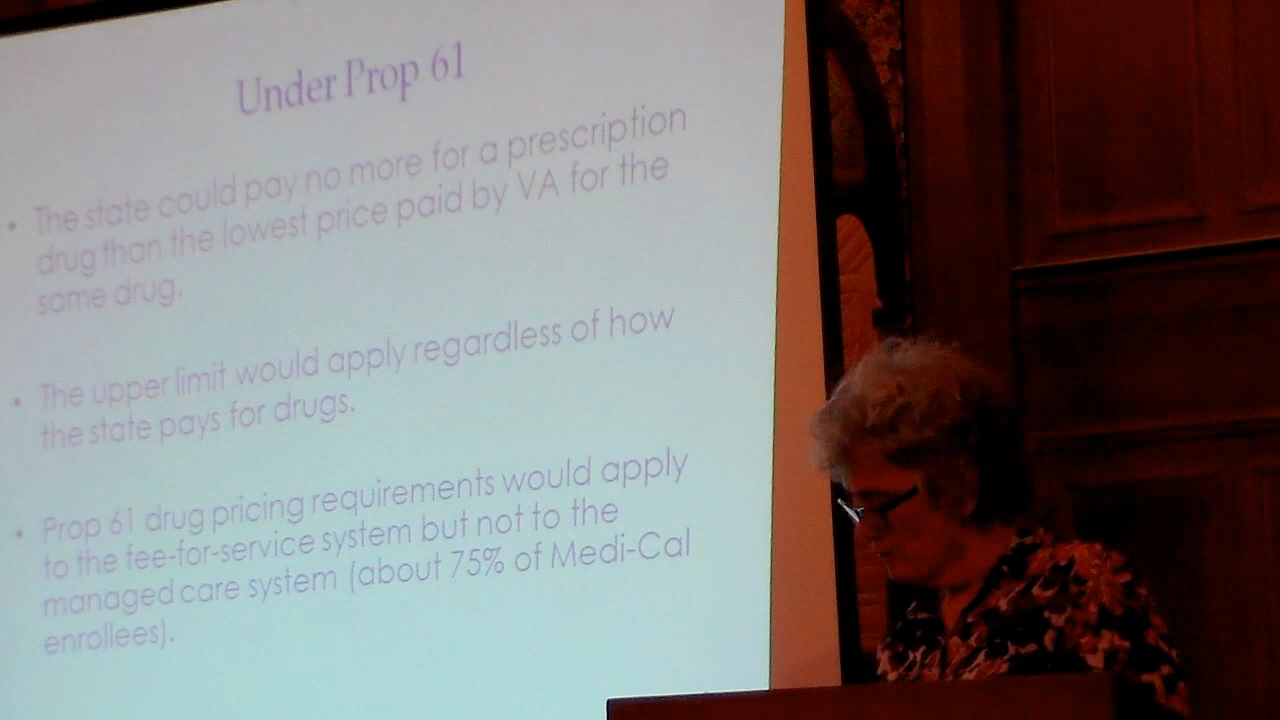 Under Prop 61
• The state could pay no more for a prescription
drug than the lowest price paid by VA for the
same drug.
• The upper limit would apply regardless of how
the state pays for drugs.
• Prop 61 drug pricing requirements would apply
to the fee-for-service system but not to the
managed care system (about 75% of Medi-Cal
enrollees).